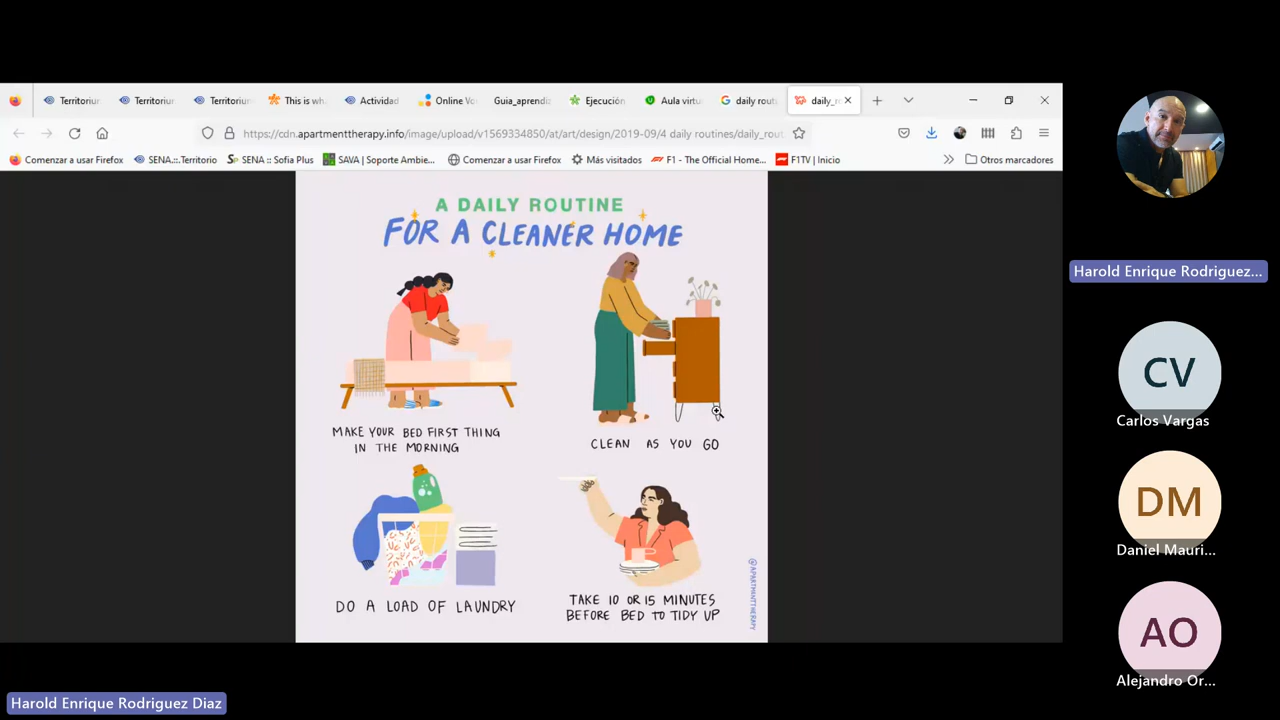 Territoriur
Territoriur
Territoriur
This is wh
Actividad
Online Vo
Guia_aprendiz
Ejecución
Aula virtu
daily rout
daily_r
https://cdn.apartmenttherapy.info/image/upload/v1569334850/at/art/design/2019-09/4 daily routines/daily_rout
Comenzar a usar Firefox
SENA.::.Territorio
SENA :: Sofia Plus
SAVA | Soporte Ambie...
Comenzar a usar Firefox
Más visitados
F1 - The Official Home...
F1TV | Inicio
Otros marcadores
A DAILY ROUTINE
FOR A CLEANER HOME
MAKE YOUR BED FIRST THING
IN THE MORNING
CLEAN AS YOU GO
DO A LOAD OF LAUNDRY
TAKE 10 OR 15 MINUTES
BEFORE BED TO TIDY UP
@APARTMENTTHERAPY
Harold Enrique Rodriguez...
CV
Carlos Vargas
DM
Daniel Mauri...
AO
Alejandro Or...
Harold Enrique Rodriguez Diaz